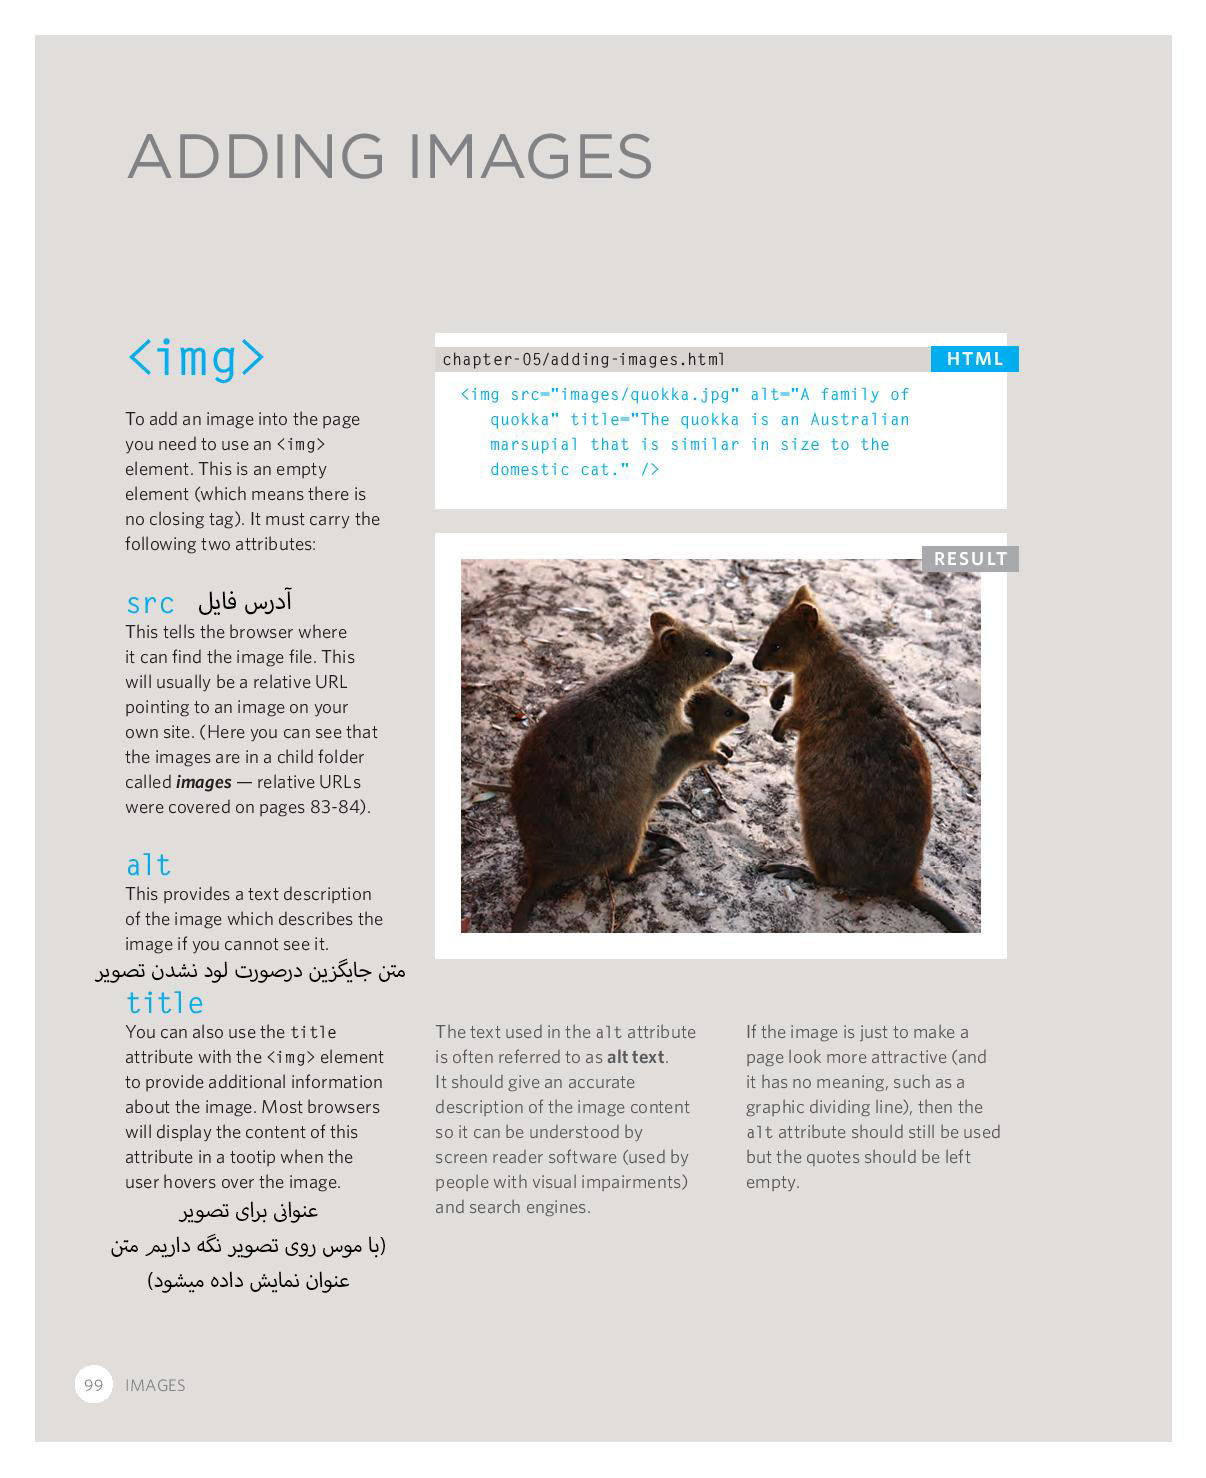 ADDING IMAGES
<img>
To add an image into the page
you need to use an <img>
element. This is an empty
element (which means there is
no closing tag). It must carry the
following two attributes:
src آدرس فایل
This tells the browser where
it can find the image file. This
will usually be a relative URL
pointing to an image on your
own site. (Here you can see that
the images are in a child folder
called images — relative URLs
were covered on pages 83-84).
alt
This provides a text description
of the image which describes the
image if you cannot see it.
متن جایگزین درصورت لود نشدن تصویر
title
You can also use the title
attribute with the <img> element
to provide additional information
about the image. Most browsers
will display the content of this
attribute in a tootip when the
user hovers over the image.
عنوانی برای تصویر
(با موس روی تصویر نگه داریم متن
عنوان نمایش داده میشود)
chapter-05/adding-images.html HTML
<img src="images/quokka.jpg" alt="A family of
quokka" title="The quokka is an Australian
marsupial that is similar in size to the
domestic cat." />
RESULT
The text used in the alt attribute
is often referred to as alt text.
It should give an accurate
description of the image content
so it can be understood by
screen reader software (used by
people with visual impairments)
and search engines.
If the image is just to make a
page look more attractive (and
it has no meaning, such as a
graphic dividing line), then the
alt attribute should still be used
but the quotes should be left
empty.
99 IMAGES